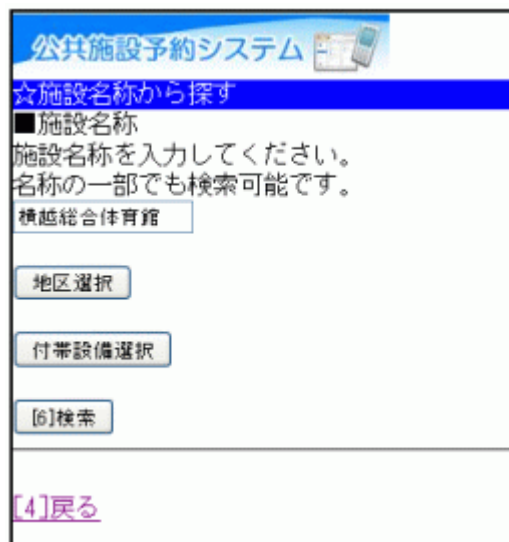 公共施設予約システム
☆施設名称から探す
■施設名称
施設名称を入力してください。
名称の一部でも検索可能です。
横越総合体育館
地区選択
付帯設備選択
[6]検索
[4]戻る